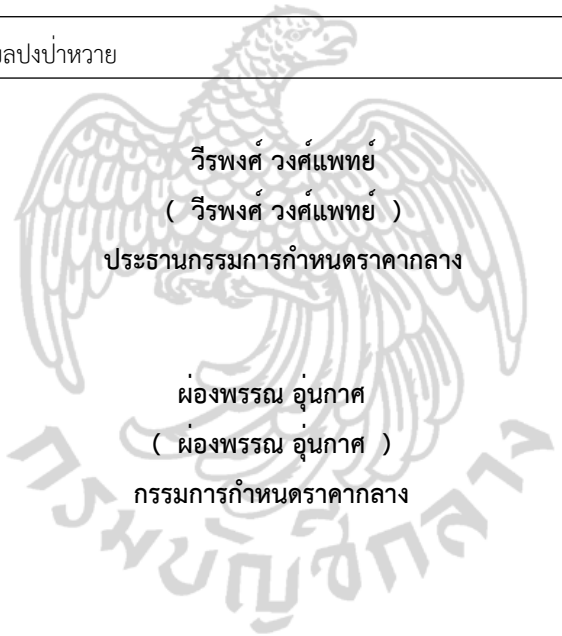 ลปงป่าหวาย
วีรพงศ์ วงศ์แพทย์
( วีรพงศ์ วงศ์แพทย์ )
ประธานกรรมการกำหนดราคากลาง
ผ่องพรรณ อุ่นกาศ
( ผ่องพรรณ อุ่นกาศ )
กรรมการกำหนดราคากลาง
กรมบัญชีกลาง